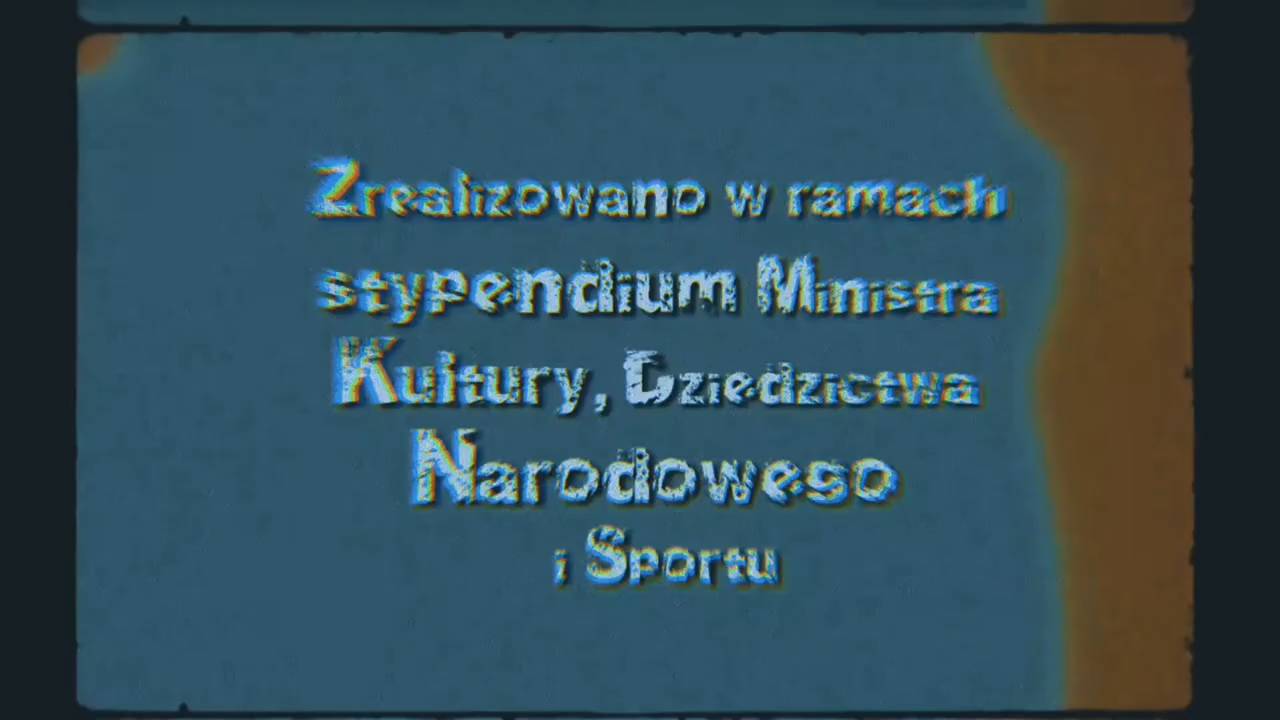 Zrealizowano w ramach
stypendium Ministra
Kultury, Dziedzictwa
Narodowego
i Sportu